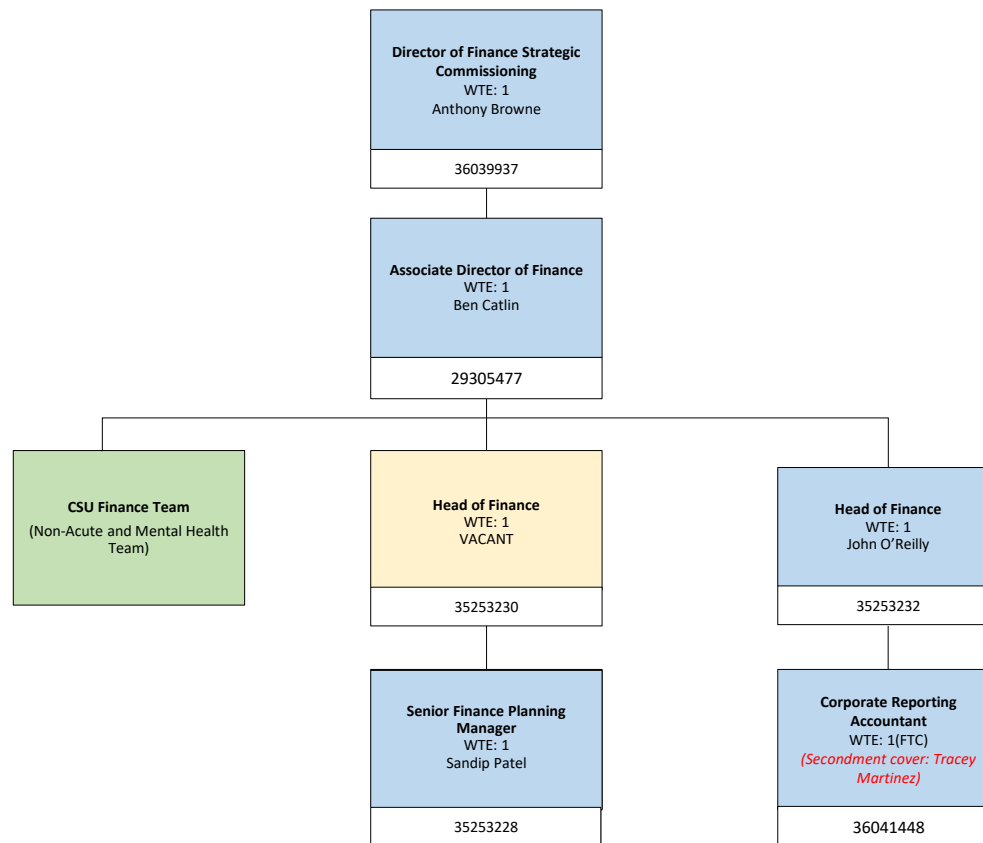 Director of Finance Strategic
Commissioning
WTE: 1
Anthony Browne
36039937
Associate Director of Finance
WTE: 1
Ben Catlin
29305477
CSU Finance Team
(Non-Acute and Mental Health
Team)
Head of Finance
WTE: 1
VACANT
35253230
Head of Finance
WTE: 1
John O’Reilly
35253232
Senior Finance Planning
Manager
WTE: 1
Sandip Patel
35253228
Corporate Reporting
Accountant
WTE: 1(FTC)
(Secondment cover: Tracey
Martinez)
36041448